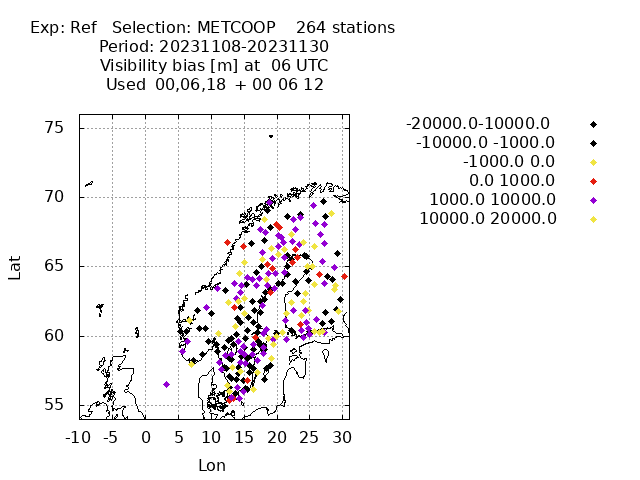 Exp: Ref   Selection: METCOOP    264 stations
Period: 20231108-20231130
Visibility bias [m] at  06 UTC
Used  00,06,18  + 00 06 12
-20000.0-10000.0
-10000.0 -1000.0
-1000.0 0.0
0.0 1000.0
1000.0 10000.0
10000.0 20000.0
75
70
65
60
55
Lat
-10 -5 0 5 10 15 20 25 30
Lon